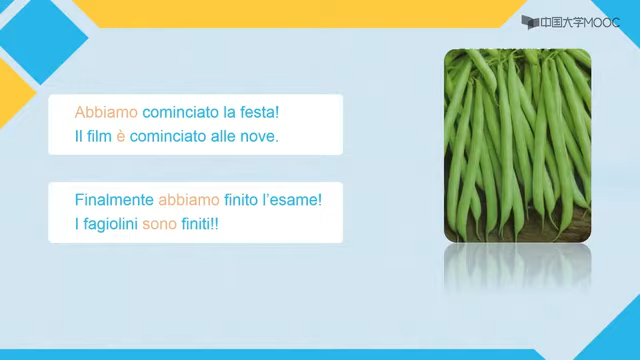 中国大学MOOC
Abbiamo cominciato la festa!
Il film è cominciato alle nove.
Finalmente abbiamo finito l'esame!
I fagiolini sono finiti!!